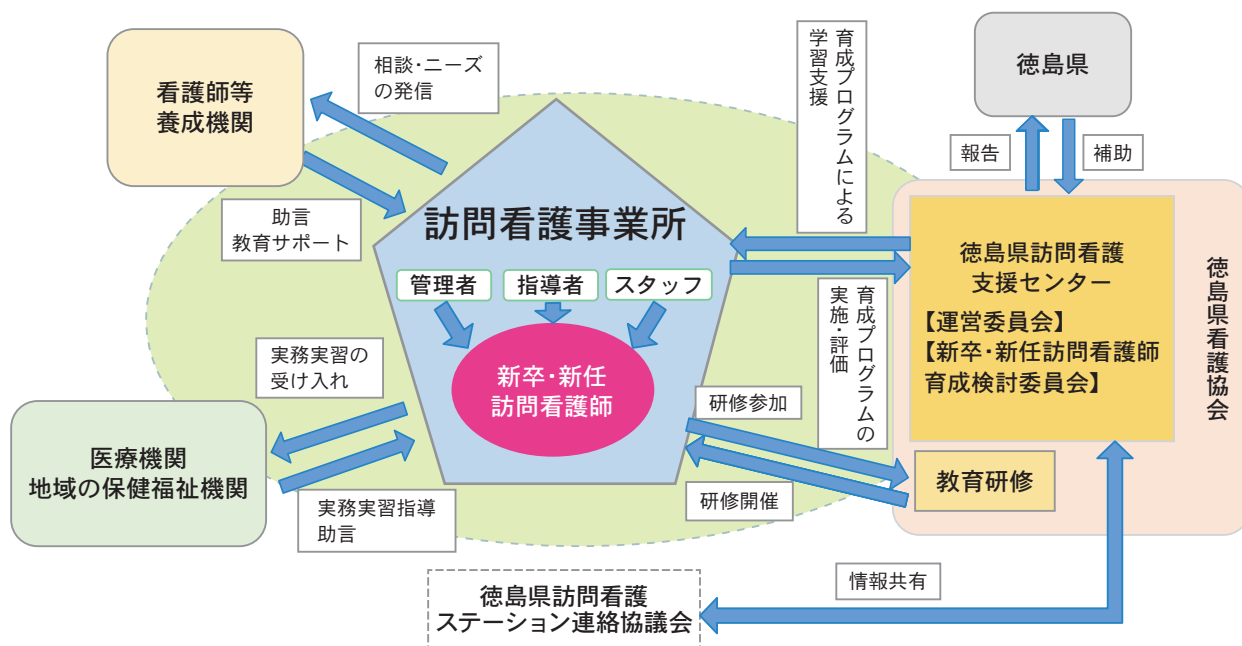 看護師等
養成機関
相談・ニーズ
の発信
助言
教育サポート
訪問看護事業所
管理者
指導者
スタッフ
新卒・新任
訪問看護師
実務実習の
受け入れ
医療機関
地域の保健福祉機関
実務実習指導
助言
育成プログラムによる
学習支援
育成プログラムの
実施・評価
研修参加
研修開催
徳島県
報告
補助
徳島県訪問看護
支援センター
【運営委員会】
【新卒・新任訪問看護師
育成検討委員会】
徳島県看護協会
教育研修
情報共有
徳島県訪問看護
ステーション連絡協議会